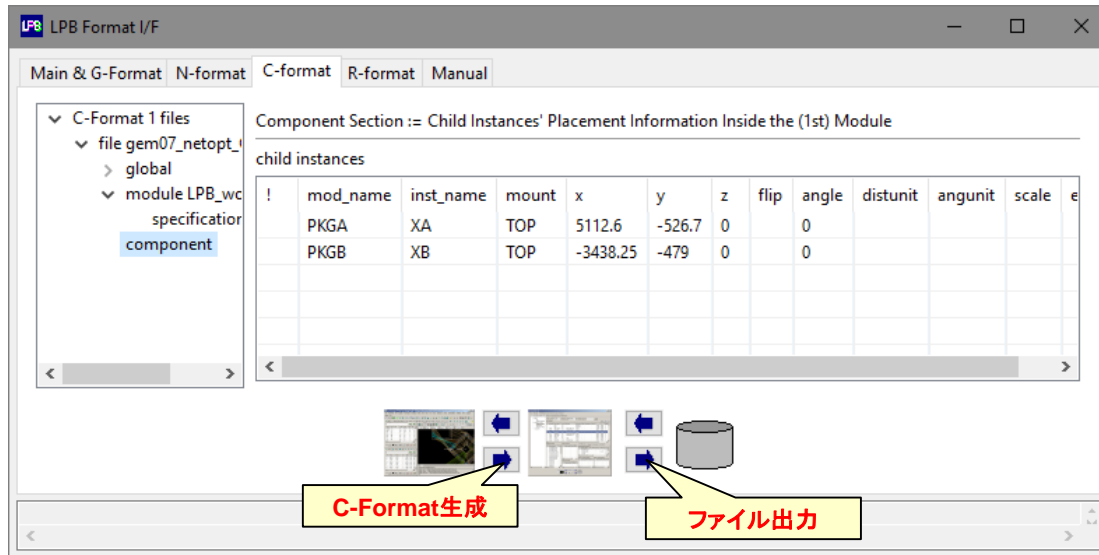 LPB LPB Format I/F
Main & G-Format N-format C-format R-format Manual
C-Format 1 files
file gem07_netopt_
global
module LPB_wc
specification
component
Component Section := Child Instances' Placement Information Inside the (1st) Module
child instances
! mod_name inst_name mount x y z flip angle distunit angunit scale e
PKGA XA TOP 5112.6 -526.7 0 0
PKGB XB TOP -3438.25 -479 0 0
C-Format生成
ファイル出力